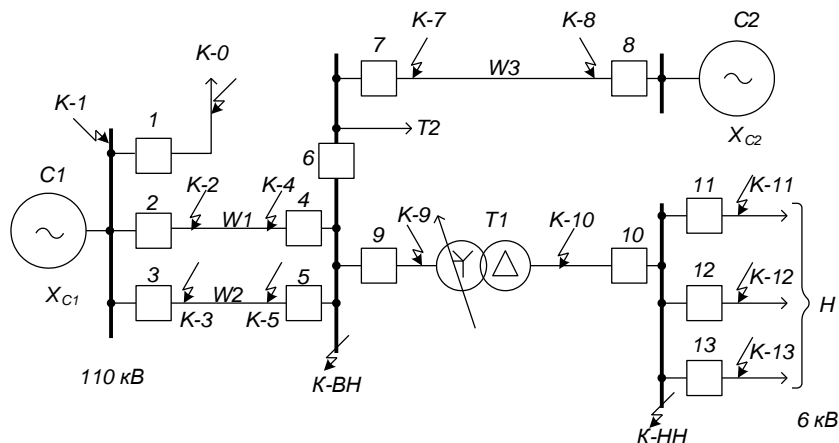 K-7
K-8
C2
7
W3
8
K-0
K-1
1
T2
X_C2
6
C1
K-2
K-4
2
W1
4
K-9
T1
K-10
11
K-11
9
10
X_C1
3
W2
5
12
K-12
H
K-3
K-5
13
K-13
110 кВ
К-ВН
К-НН
6 кВ